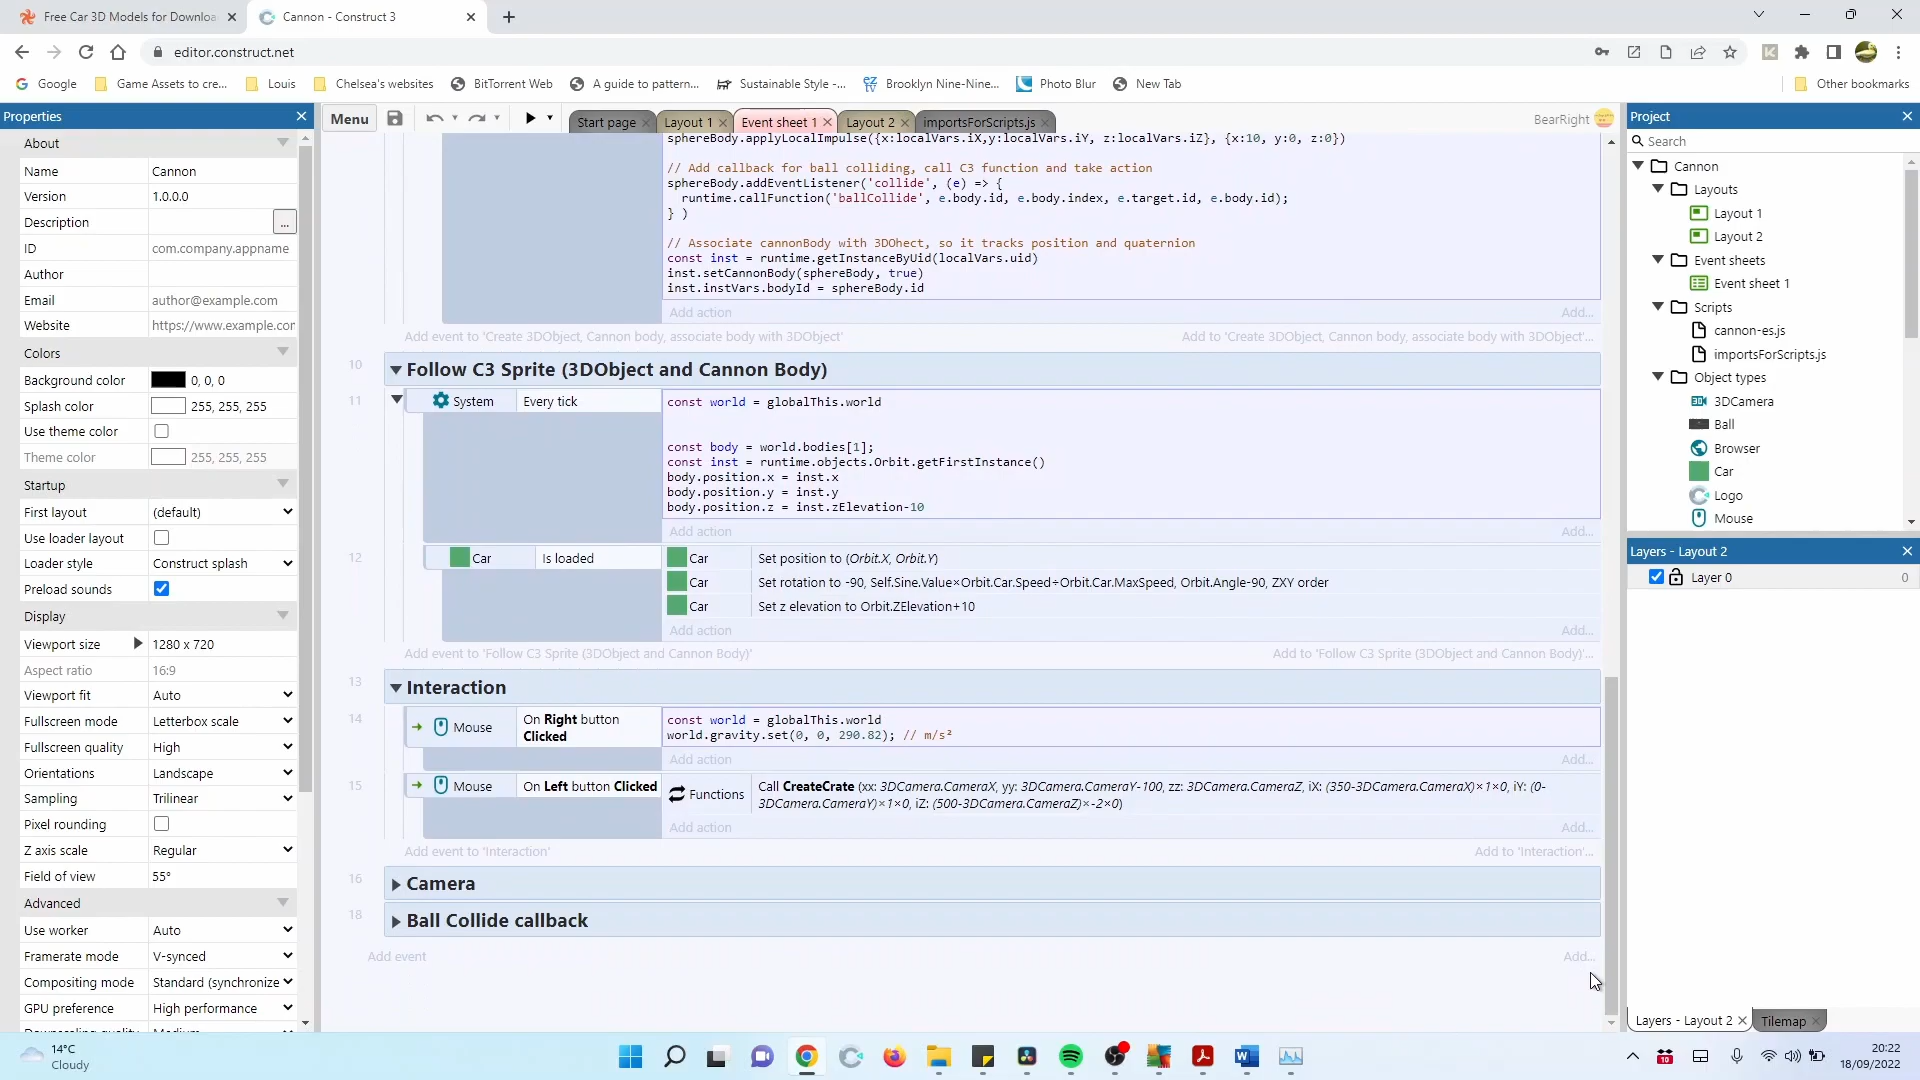 Free Car 3D Models for Downloa
Cannon - Construct 3
editor.construct.net
Google
Game Assets to cre...
Louis
Chelsea's websites
BitTorrent Web
A guide to pattern...
Sustainable Style -...
Brooklyn Nine-Nine...
Photo Blur
New Tab
Other bookmarks
Properties
About
Name Cannon
Version 1.0.0.0
Description ...
ID com.company.appname
Author
Email author@example.com
Website https://www.example.cor
Colors
Background color 0, 0, 0
Splash color 255, 255, 255
Use theme color
Theme color 255, 255, 255
Startup
First layout (default)
Use loader layout
Loader style Construct splash
Preload sounds
Display
Viewport size 1280 x 720
Aspect ratio 16:9
Viewport fit Auto
Fullscreen mode Letterbox scale
Fullscreen quality High
Orientations Landscape
Sampling Trilinear
Pixel rounding
Z axis scale Regular
Field of view 55°
Advanced
Use worker Auto
Framerate mode V-synced
Compositing mode Standard (synchronize
GPU preference High performance
Menu
Start page
Layout 1
Event sheet 1
Layout 2
importsForScripts.js
BearRight
sphereBody.applyLocalImpulse({x:localVars.iX,y:localVars.iY, z:localVars.iZ}, {x:10, y:0, z:0})
// Add callback for ball colliding, call C3 function and take action
sphereBody.addEventListener('collide', (e) => {
runtime.callFunction('ballCollide', e.body.id, e.body.index, e.target.id, e.body.id);
} )
// Associate cannonBody with 3DOhect, so it tracks position and quaternion
const inst = runtime.getInstanceByUid(localVars.uid)
inst.setCannonBody(sphereBody, true)
inst.instVars.bodyId = sphereBody.id
Add action Add...
Add event to 'Create 3DObject, Cannon body, associate body with 3DObject' Add to 'Create 3DObject, Cannon body, associate body with 3DObject'...
10 Follow C3 Sprite (3DObject and Cannon Body)
11 System Every tick
const world = globalThis.world
const body = world.bodies[1];
const inst = runtime.objects.Orbit.getFirstInstance()
body.position.x = inst.x
body.position.y = inst.y
body.position.z = inst.zElevation-10
Add action Add...
12 Car Is loaded
Car Set position to (Orbit.X, Orbit.Y)
Car Set rotation to -90, Self.Sine.Value×Orbit.Car.Speed÷Orbit.Car.MaxSpeed, Orbit.Angle-90, ZXY order
Car Set z elevation to Orbit.ZElevation+10
Add action Add...
Add event to 'Follow C3 Sprite (3DObject and Cannon Body)' Add to 'Follow C3 Sprite (3DObject and Cannon Body)'...
13 Interaction
14 Mouse On Right button Clicked
const world = globalThis.world
world.gravity.set(0, 0, 290.82); // m/s²
Add action Add...
15 Mouse On Left button Clicked
Functions Call CreateCrate (xx: 3DCamera.CameraX, yy: 3DCamera.CameraY-100, zz: 3DCamera.CameraZ, iX: (350-3DCamera.CameraX)×1×0, iY: (0-
3DCamera.CameraY)×1×0, iZ: (500-3DCamera.CameraZ)×-2×0)
Add action Add...
Add event to 'Interaction' Add to 'Interaction'...
16 Camera
18 Ball Collide callback
Add event Add...
Project
Search
Cannon
Layouts
Layout 1
Layout 2
Event sheets
Event sheet 1
Scripts
cannon-es.js
importsForScripts.js
Object types
3DCamera
Ball
Browser
Car
Logo
Mouse
Layers - Layout 2
Layer 0 0
Layers - Layout 2
Tilemap
14°C
Cloudy
10
20:22
18/09/2022